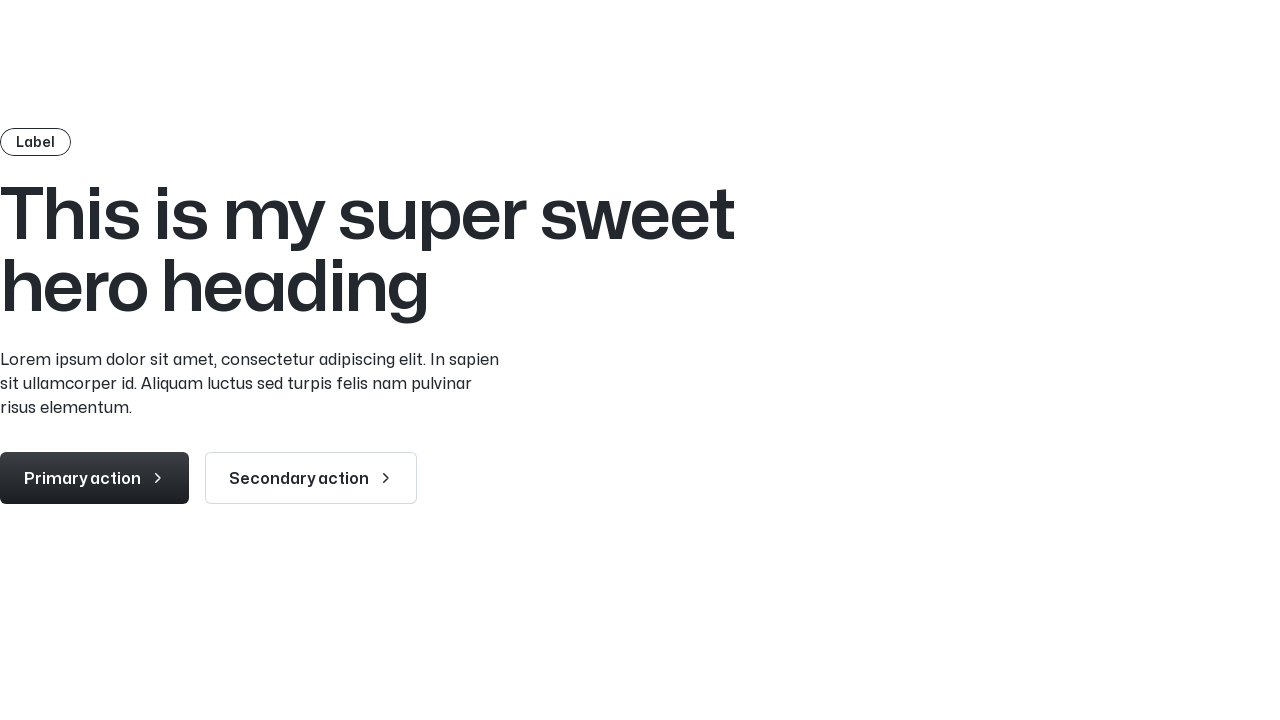 Label
This is my super sweet
hero heading
Lorem ipsum dolor sit amet, consectetur adipiscing elit. In sapien
sit ullamcorper id. Aliquam luctus sed turpis felis nam pulvinar
risus elementum.
Primary action
Secondary action